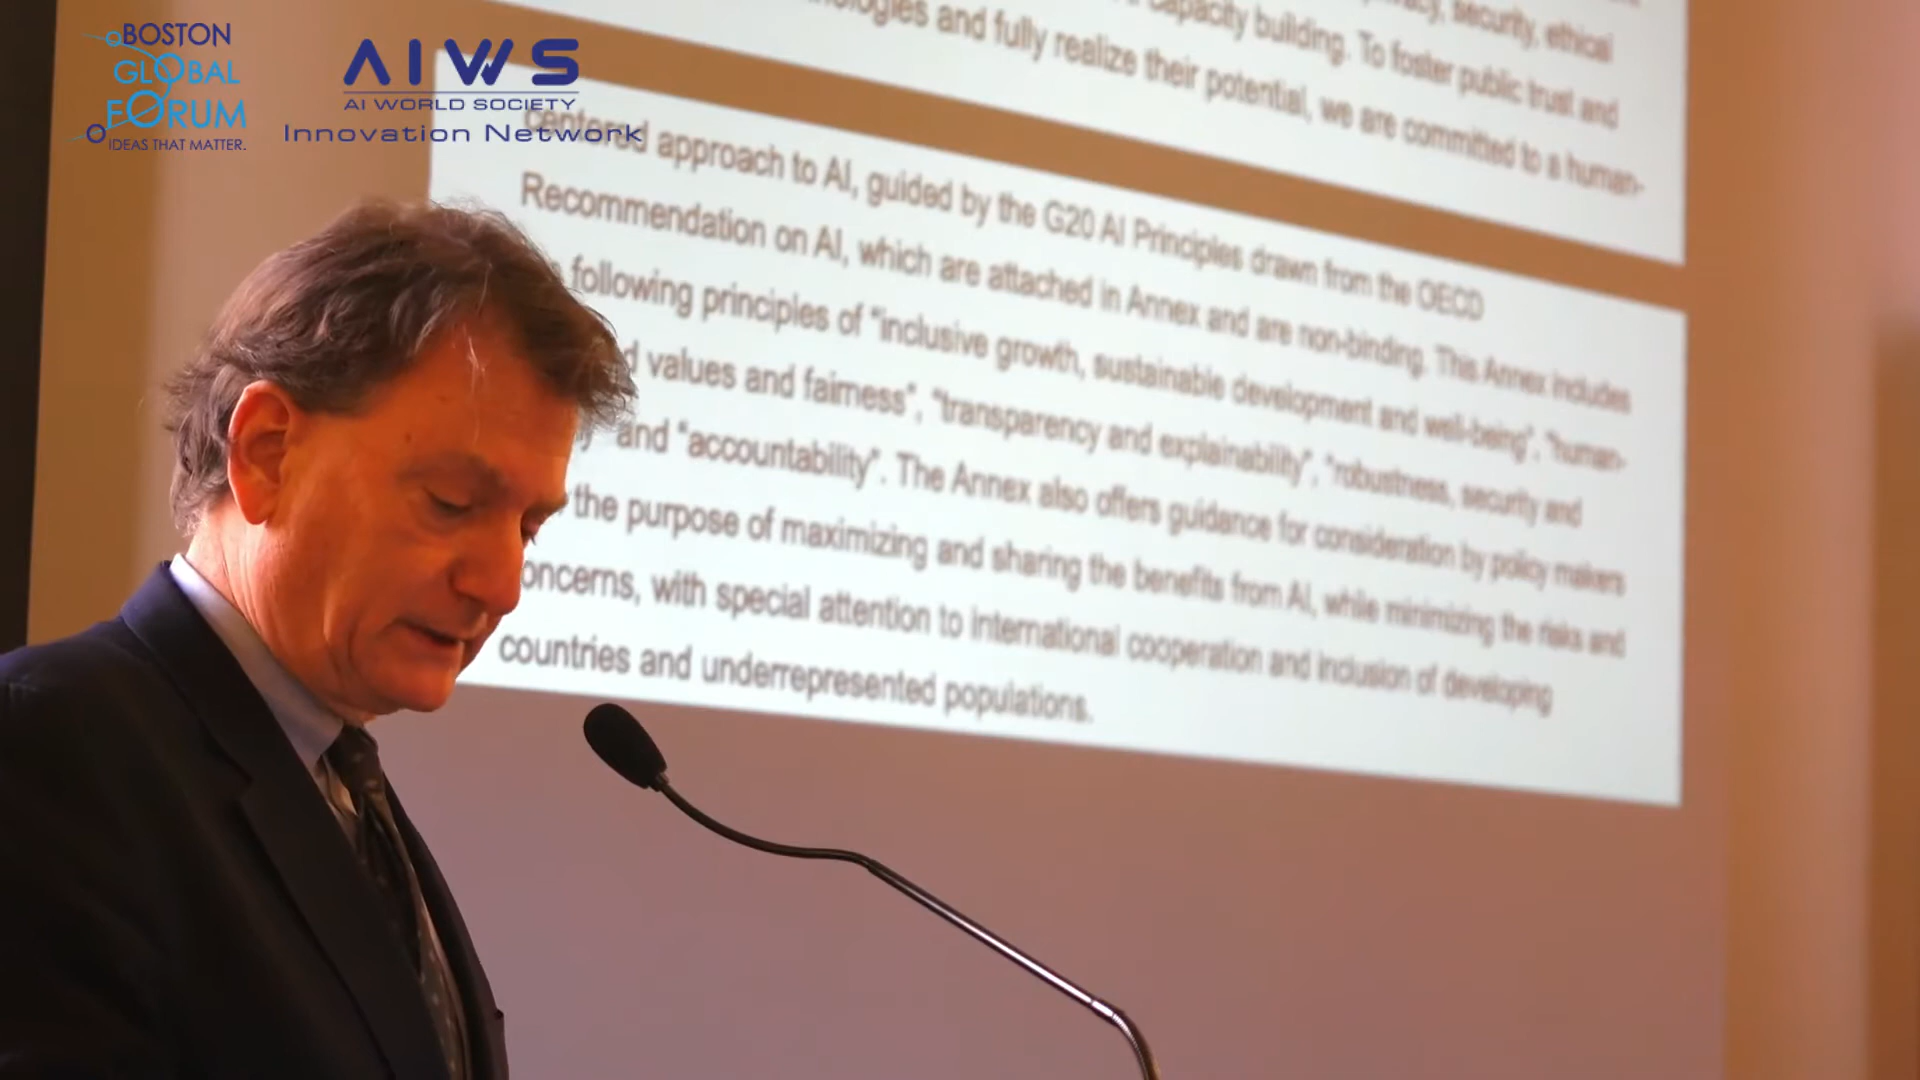 BOSTON
GLOBAL
FORUM
IDEAS THAT MATTER.
AIWS
AI WORLD SOCIETY
Innovation Network
security, ethical
capacity building. To foster public trust and
and fully realize their potential, we are committed to a human-
centered approach to AI, guided by the G20 AI Principles drawn from the OECD
Recommendation on AI, which are attached in Annex and are non-binding. This Annex includes
following principles of "inclusive growth, sustainable development and well-being", "human-
values and fairness", "transparency and explainability", "robustness, security and
and "accountability". The Annex also offers guidance for consideration by policy makers
the purpose of maximizing and sharing the benefits from AI, while minimizing the risks and
oncerns, with special attention to international cooperation and inclusion of developing
countries and underrepresented populations.